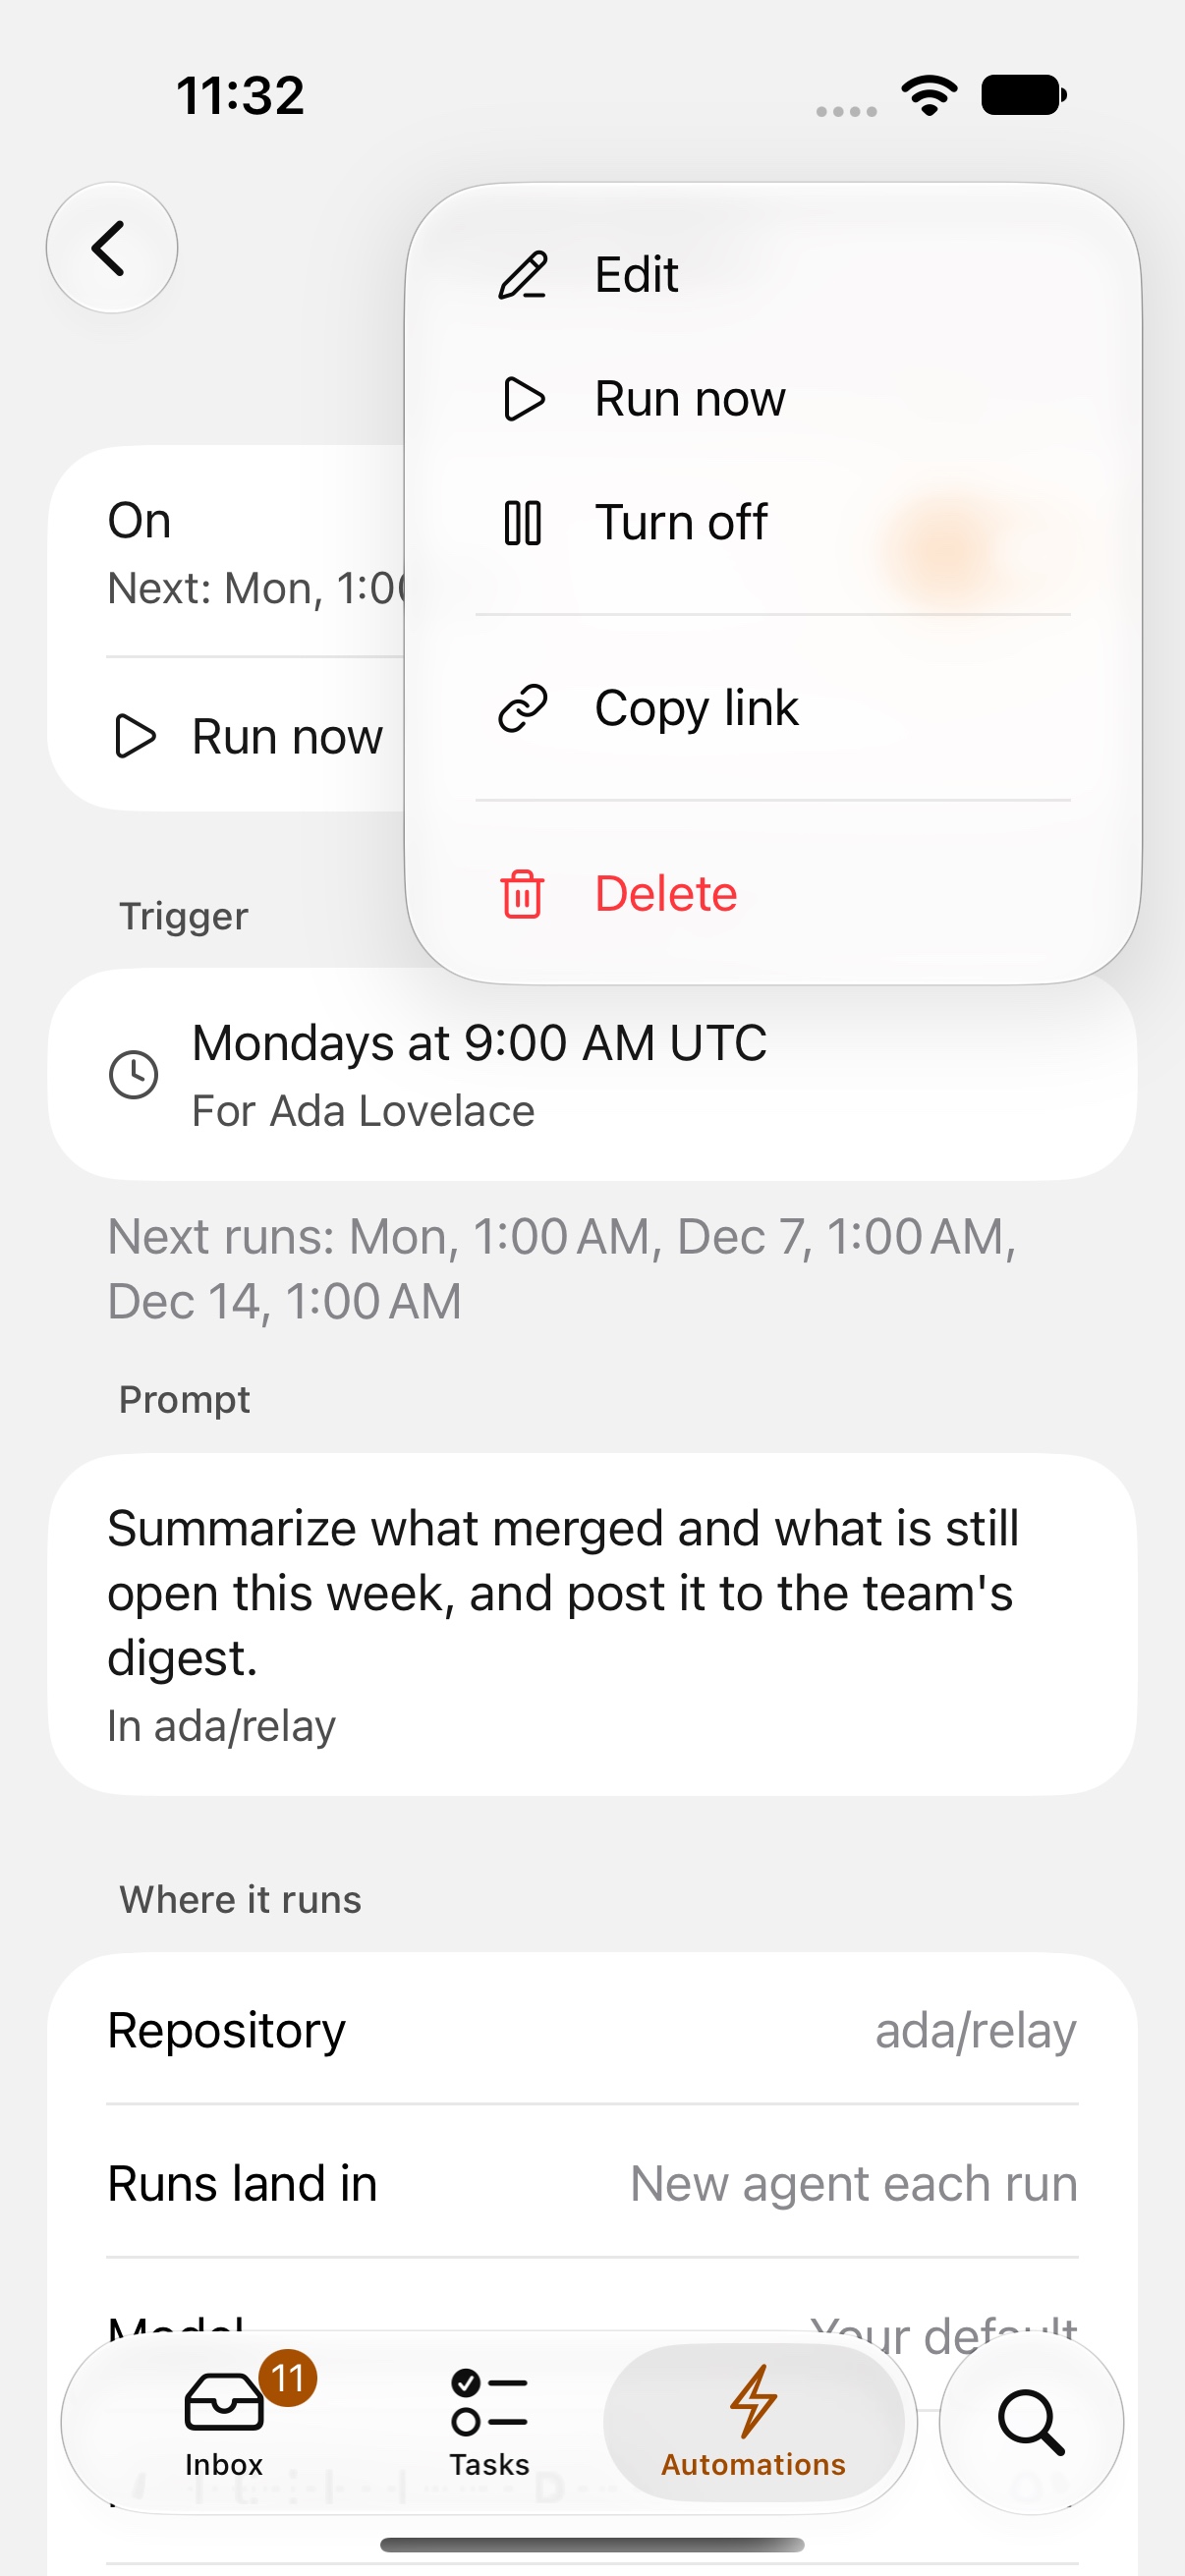 11:32
Edit
Run now
Turn off
Copy link
Delete
On
Next: Mon, 1:00
Run now
Trigger
Mondays at 9:00 AM UTC
For Ada Lovelace
Next runs: Mon, 1:00 AM, Dec 7, 1:00 AM,
Dec 14, 1:00 AM
Prompt
Summarize what merged and what is still
open this week, and post it to the team's
digest.
In ada/relay
Where it runs
Repository
ada/relay
Runs land in
New agent each run
Model
Your default
11
Inbox
Tasks
Automations